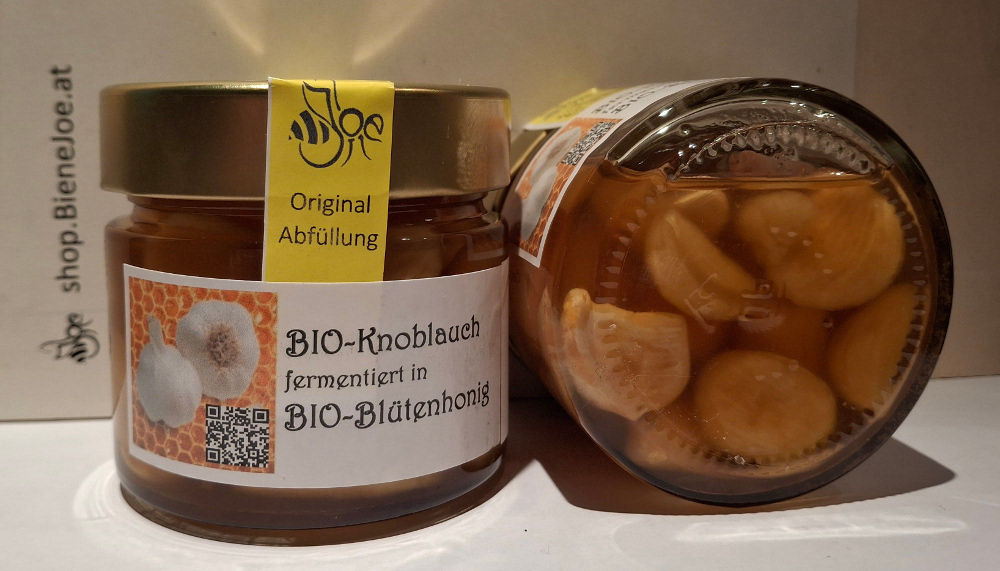 shop.BieneJoe.at
Joe
Joe
Original
Abfüllung
BIO-Knoblauch
fermentiert in
BIO-Blütenhonig